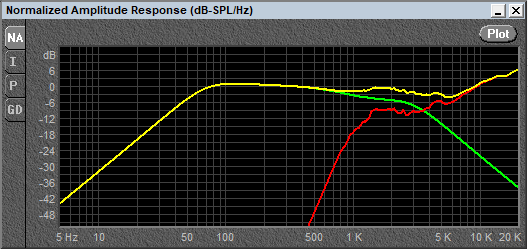 Normalized Amplitude Response (dB-SPL/Hz)
NA
Plot
I
P
GD
dB
6
0
-6
-12
-18
-24
-30
-36
-42
-48
5 Hz 10 50 100 500 1 K 5 K 10 K 20 K